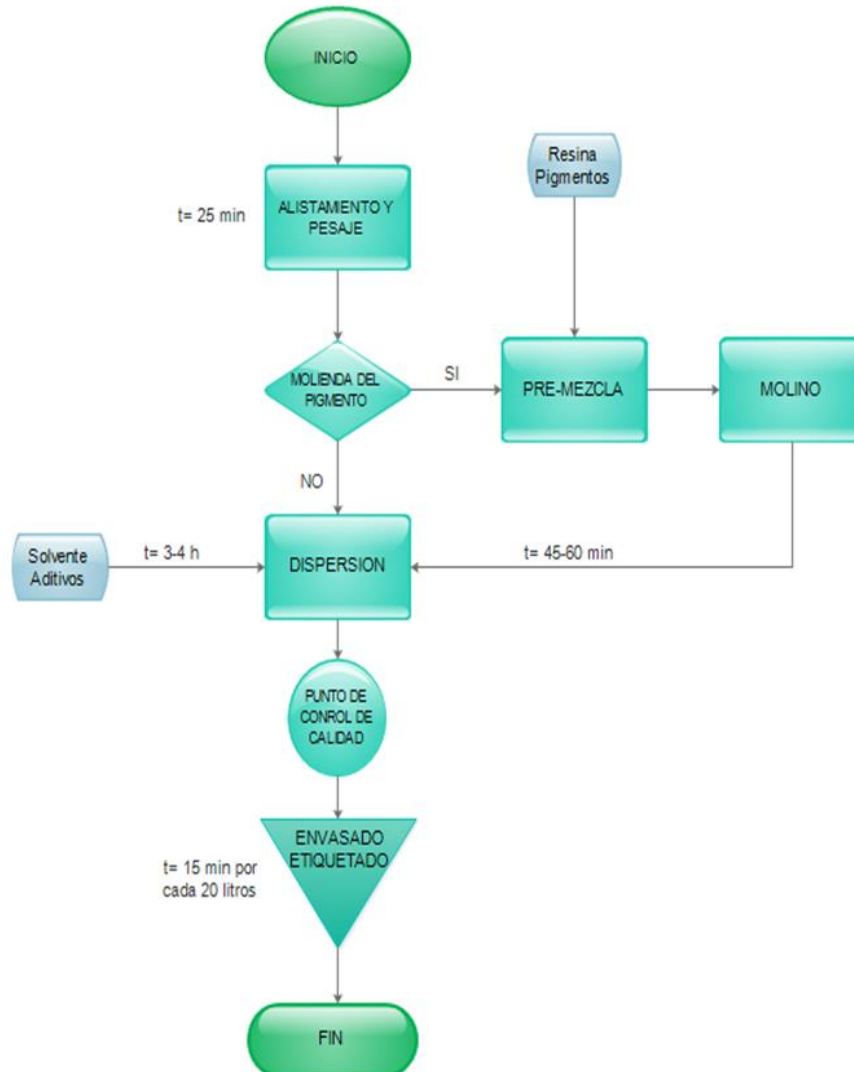 INICIO
Resina
Pigmentos
t= 25 min
ALISTAMIENTO Y
PESAJE
MOLIENDA DEL
PIGMENTO
SI
PRE-MEZCLA
MOLINO
NO
Solvente
Aditivos
t= 3-4 h
DISPERSION
t= 45-60 min
PUNTO DE
CONROL DE
CALIDAD
ENVASADO
ETIQUETADO
t= 15 min por
cada 20 litros
FIN